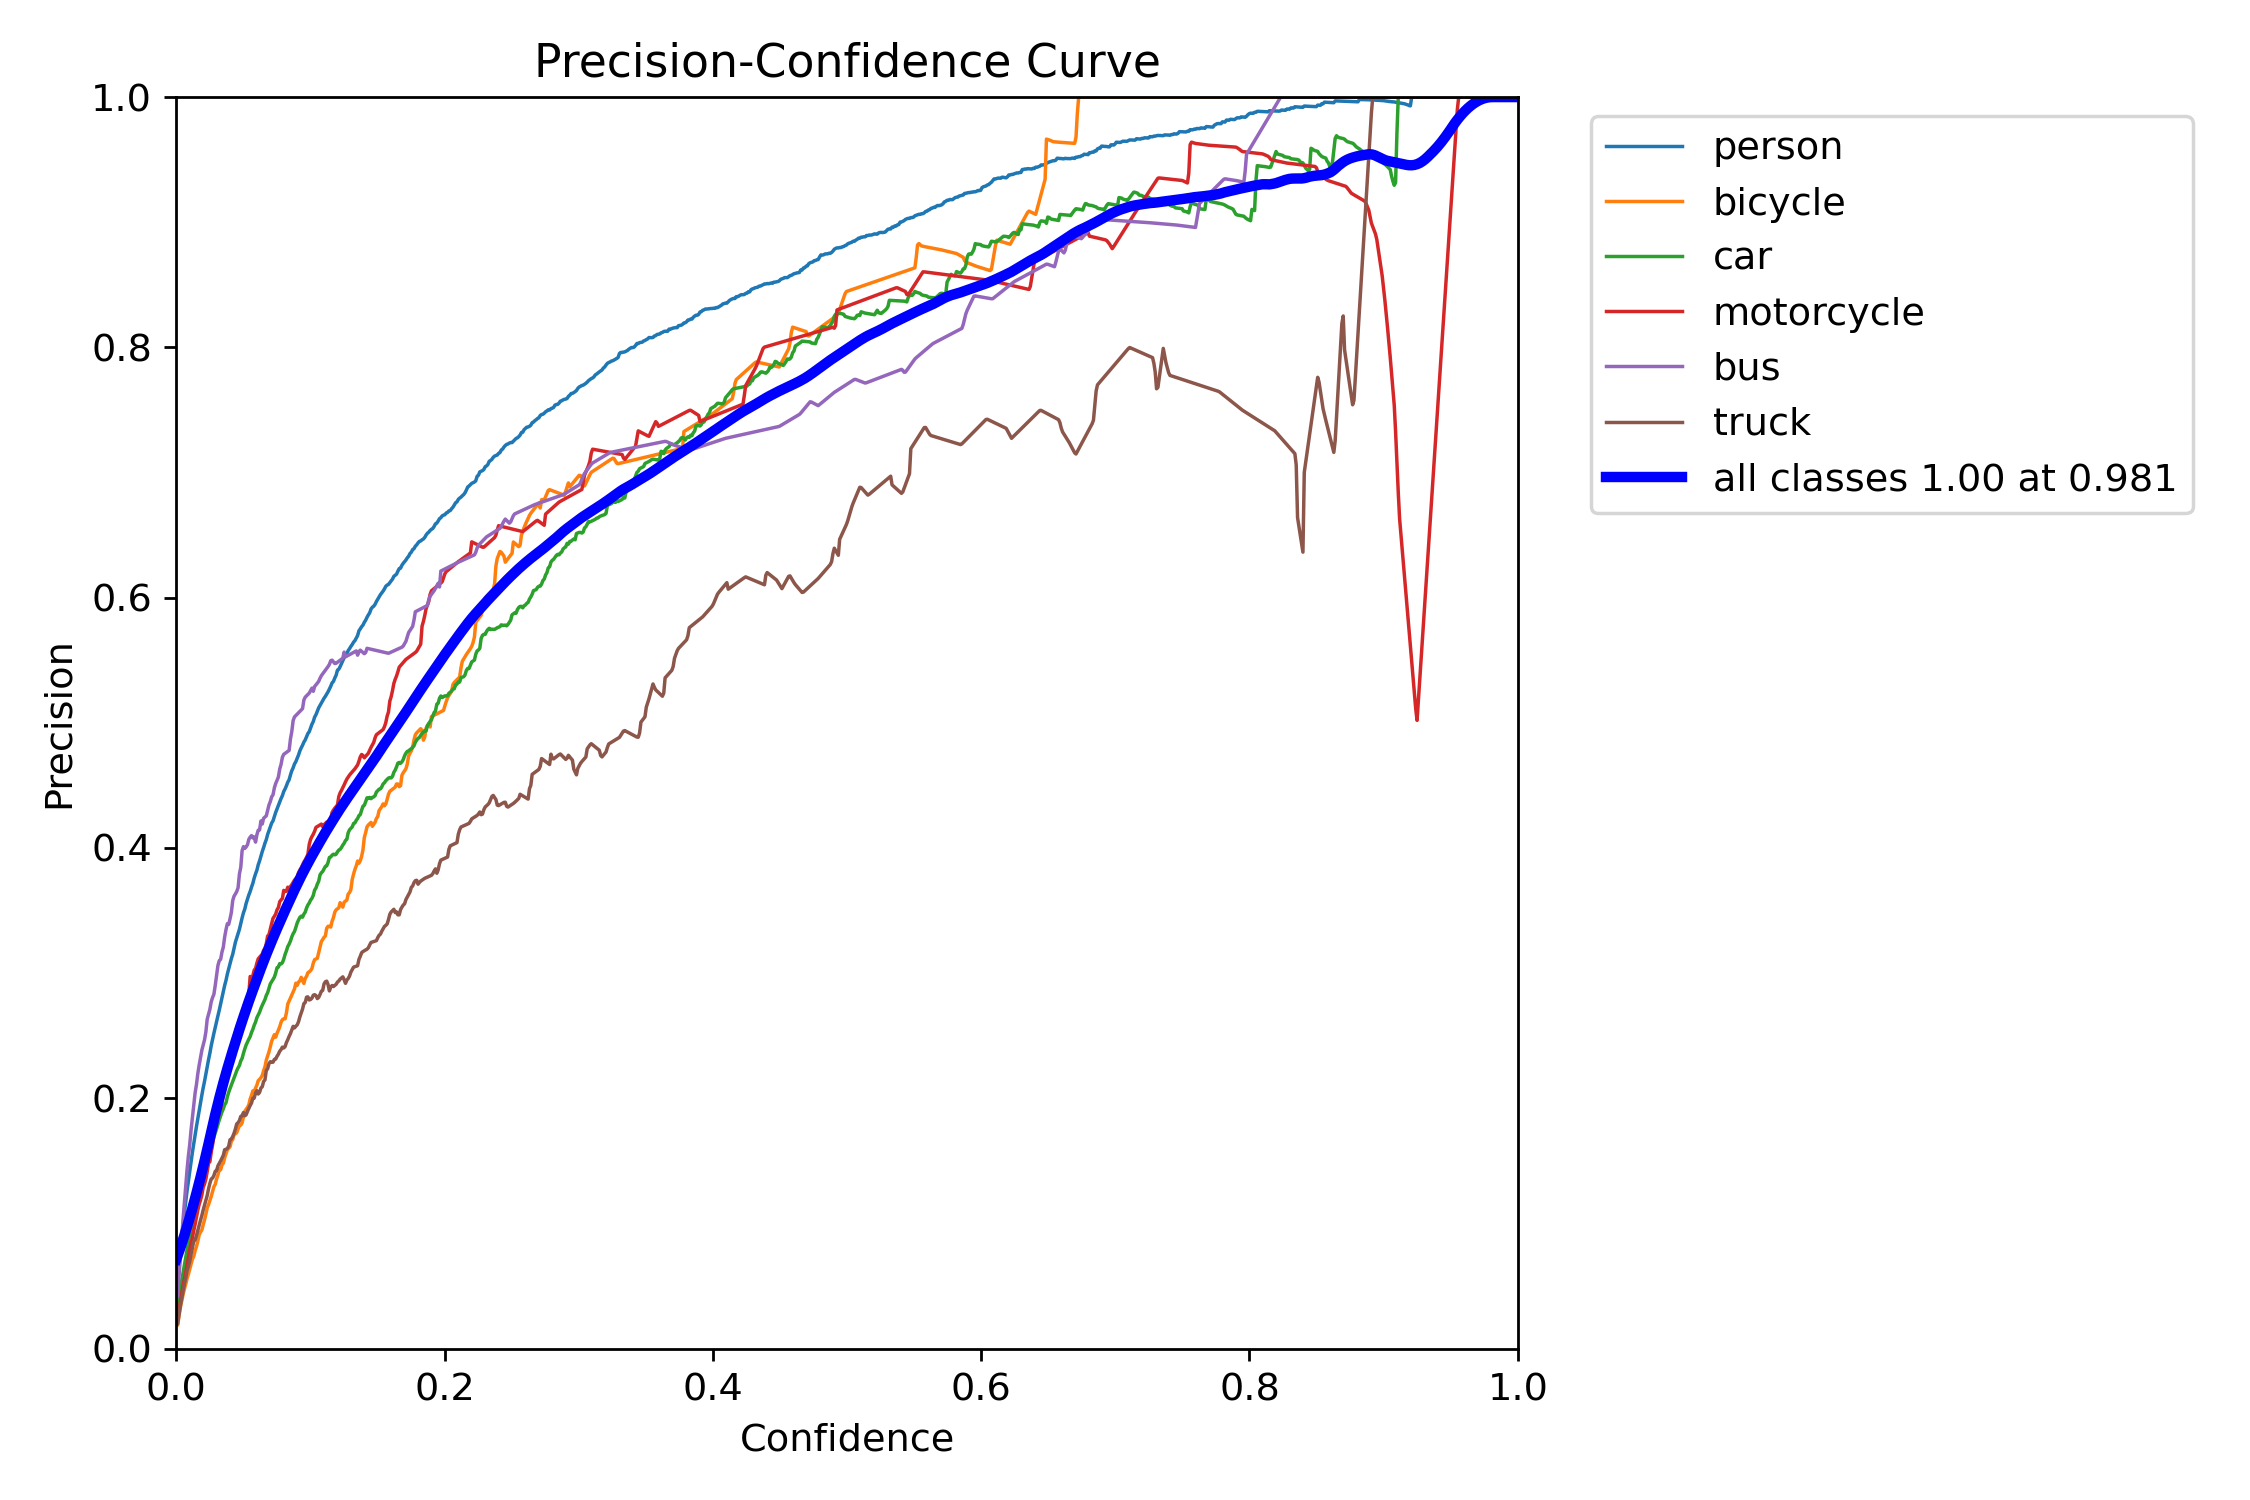 Precision-Confidence Curve
1.0
0.8
0.6
0.4
0.2
0.0
Precision
0.0 0.2 0.4 0.6 0.8 1.0
Confidence
person
bicycle
car
motorcycle
bus
truck
all classes 1.00 at 0.981